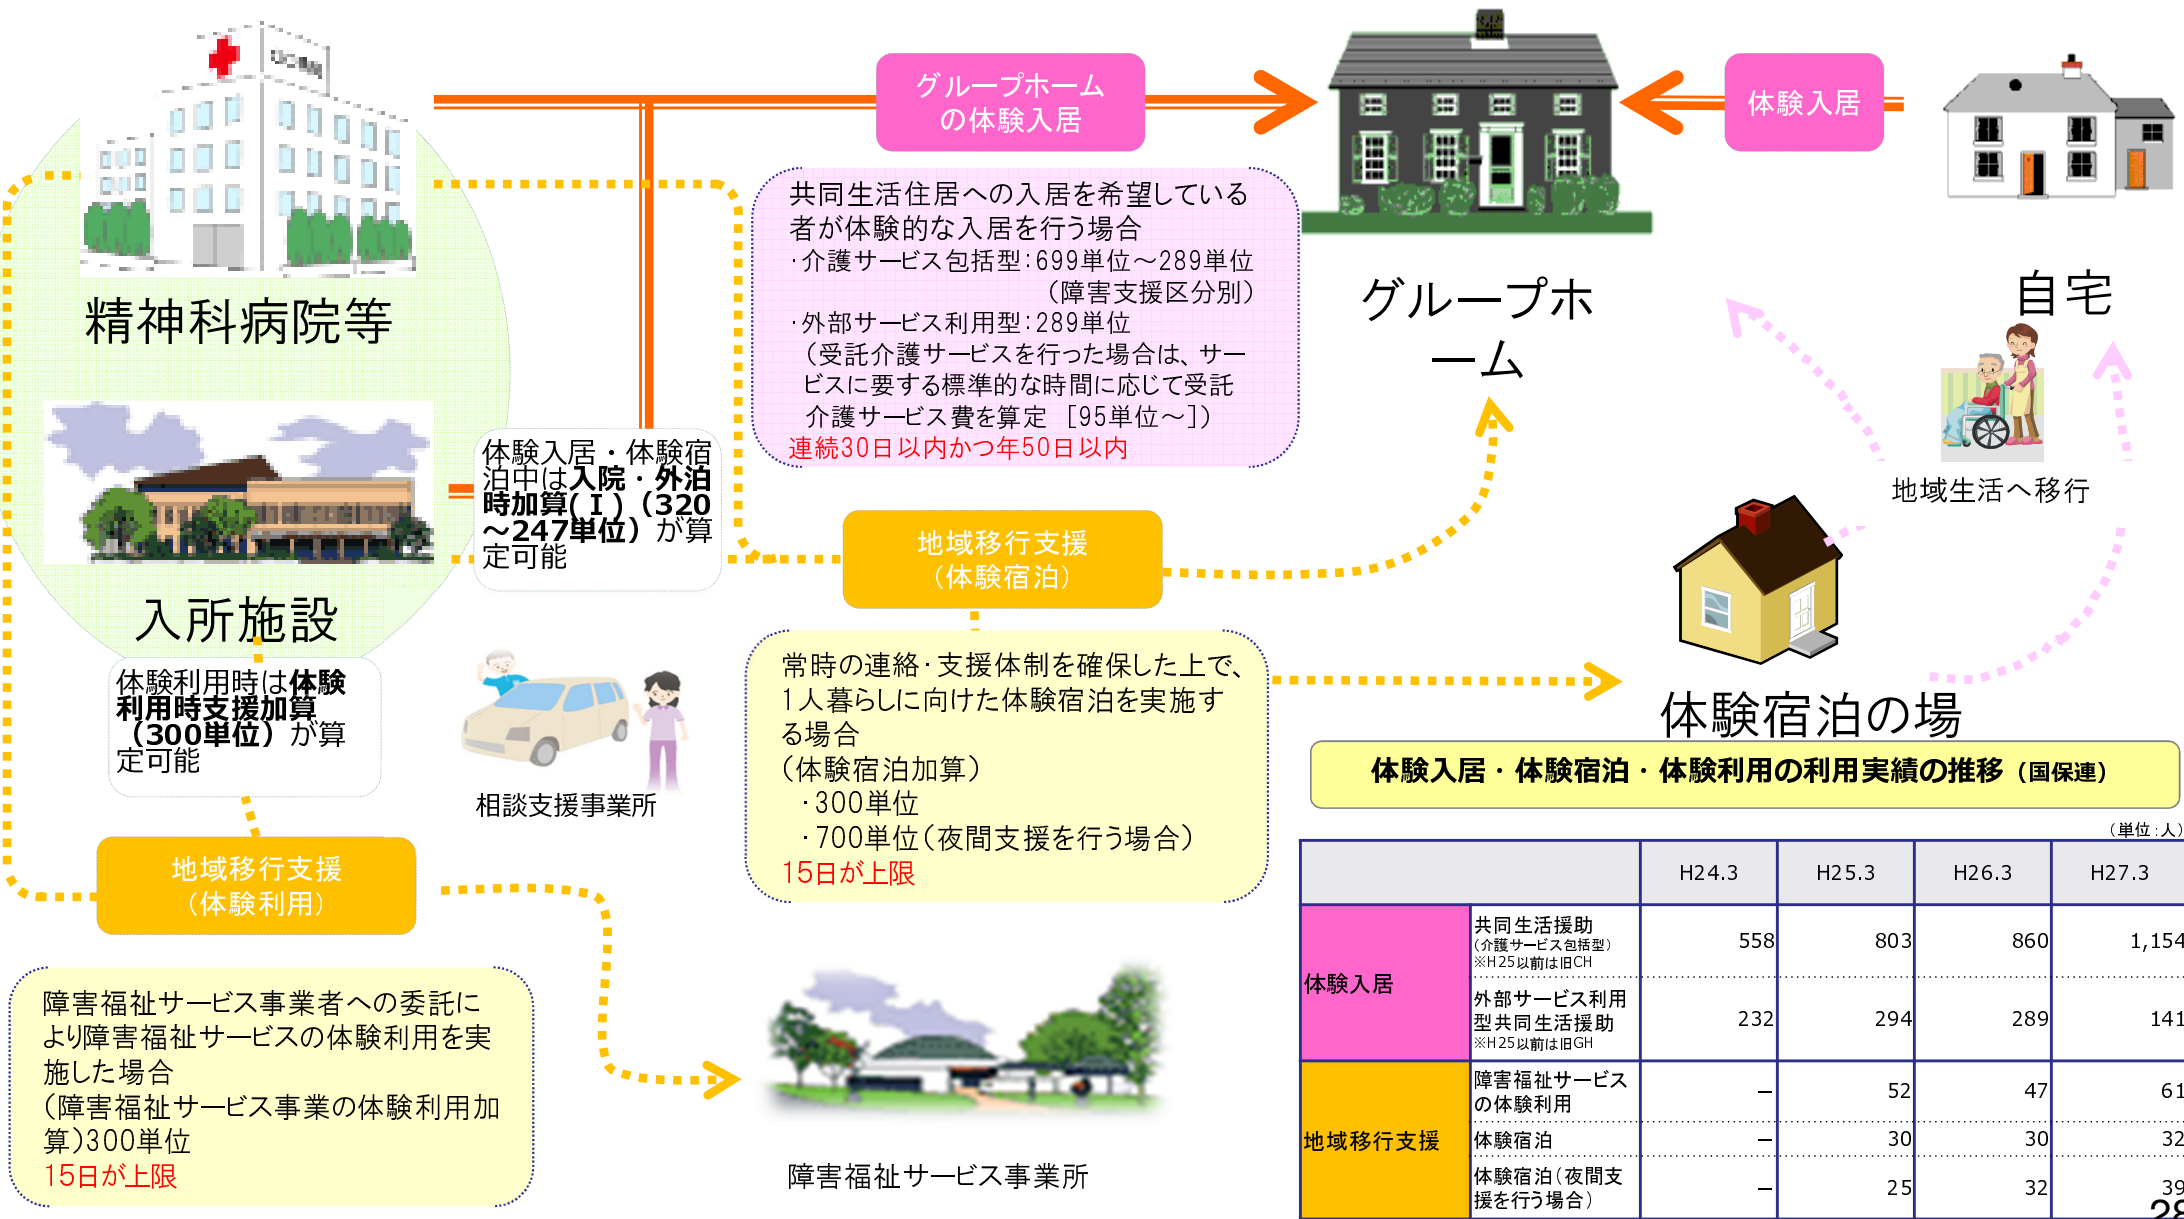 グループホーム
の体験入居
体験入居
精神科病院等
共同生活住居への入居を希望している
者が体験的な入居を行う場合
・介護サービス包括型：699単位～289単位
（障害支援区分別）
・外部サービス利用型：289単位
（受託介護サービスを行った場合は、サー
ビスに要する標準的な時間に応じて受託
介護サービス費を算定 ［95単位～］）
連続30日以内かつ年50日以内
グループホ
ーム
自宅
地域生活へ移行
体験入居・体験宿
泊中は入院・外泊
時加算(Ⅰ)（320
～247単位）が算
定可能
入所施設
地域移行支援
（体験宿泊）
体験利用時は体験
利用時支援加算
（300単位）が算
定可能
相談支援事業所
常時の連絡・支援体制を確保した上で、
1人暮らしに向けた体験宿泊を実施す
る場合
（体験宿泊加算）
・300単位
・700単位（夜間支援を行う場合）
15日が上限
体験宿泊の場
地域移行支援
（体験利用）
障害福祉サービス事業者への委託に
より障害福祉サービスの体験利用を実
施した場合
（障害福祉サービス事業の体験利用加
算）300単位
15日が上限
障害福祉サービス事業所
体験入居・体験宿泊・体験利用の利用実績の推移（国保連）
（単位：人）
H24.3 H25.3 H26.3 H27.3
体験入居
共同生活援助
（介護サービス包括型）
※H25以前は旧CH
558 803 860 1,154
外部サービス利用
型共同生活援助
※H25以前は旧GH
232 294 289 141
地域移行支援
障害福祉サービス
の体験利用
― 52 47 61
体験宿泊
― 30 30 32
体験宿泊（夜間支
援を行う場合）
― 25 32 39